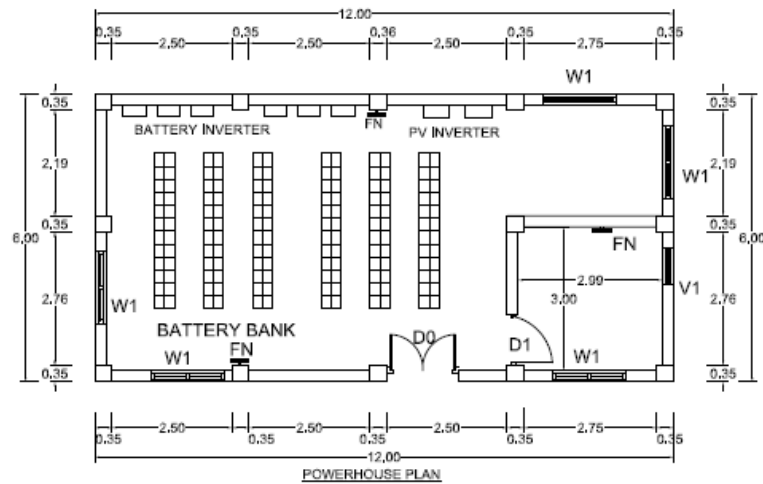 12.00
0.35 2.50 0.35 2.50 0.36 2.50 0.35 2.75 0.35
W1
0.35 0.35
BATTERY INVERTER FN PV INVERTER
2.19 W1 2.19
0.35 0.35
6.00 FN 6.00
2.99
V1
2.76 W1 3.00 2.76
BATTERY BANK D0 D1
W1 FN W1
0.35 0.35
2.50 2.50 2.50 2.75
0.35 0.35 0.35 0.35 0.35
12.00
POWERHOUSE PLAN